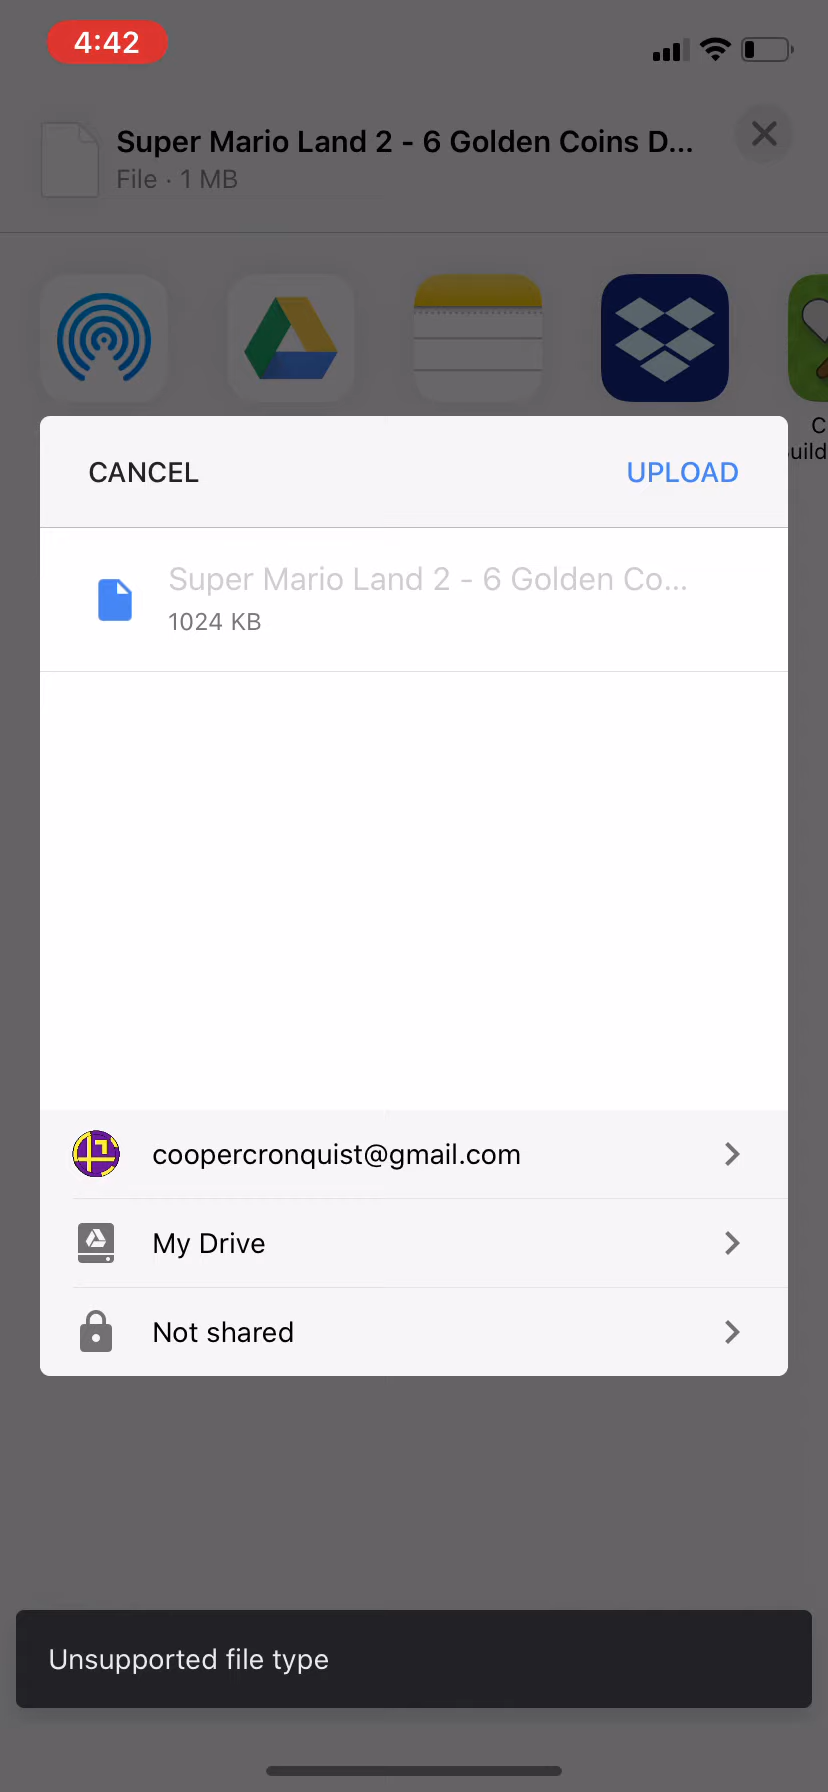 4:42
Super Mario Land 2 - 6 Golden Coins D...
File · 1 MB
C
uild
CANCEL
UPLOAD
Super Mario Land 2 - 6 Golden Co...
1024 KB
coopercronquist@gmail.com
My Drive
Not shared
Unsupported file type